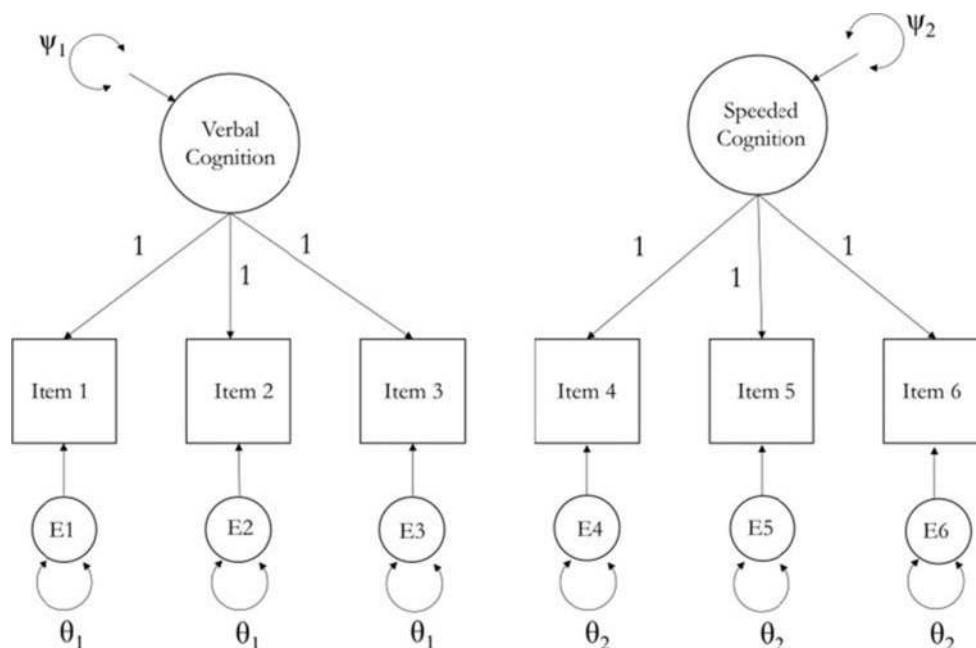 ψ1
ψ2
Verbal
Cognition
Speeded
Cognition
1
1
1
1
1
1
Item 1
Item 2
Item 3
Item 4
Item 5
Item 6
E1
E2
E3
E4
E5
E6
θ1
θ1
θ1
θ2
θ2
θ2